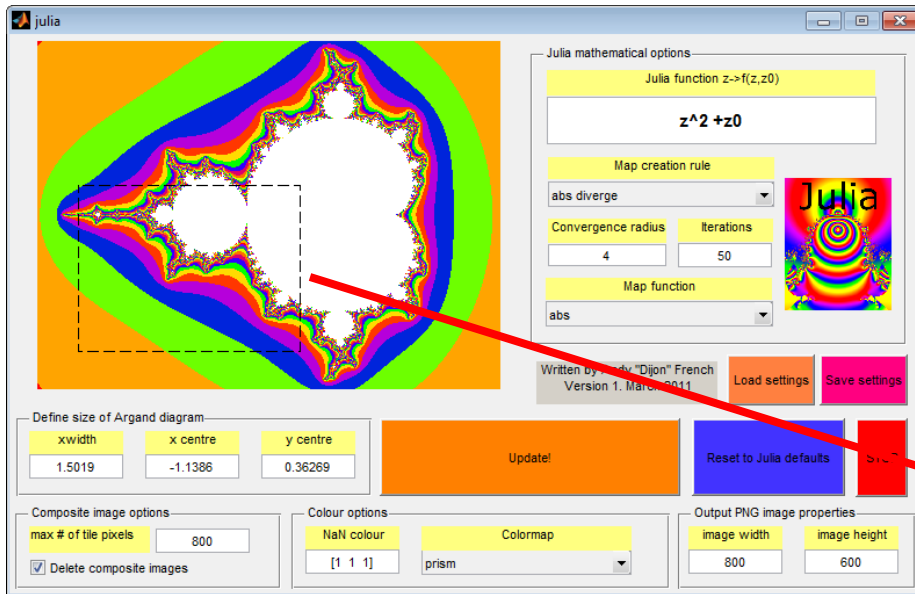 julia
Julia mathematical options
Julia function z->f(z,z0)
z^2 +z0
Map creation rule
abs diverge
Convergence radius
Iterations
4
50
Map function
abs
Julia
Written by Andy "Dijon" French
Version 1. March 2011
Load settings
Save settings
Define size of Argand diagram
xwidth
x centre
y centre
1.5019
-1.1386
0.36269
Update!
Reset to Julia defaults
STOP
Composite image options
max # of tile pixels
800
Delete composite images
Colour options
NaN colour
Colormap
[1 1 1]
prism
Output PNG image properties
image width
image height
800
600